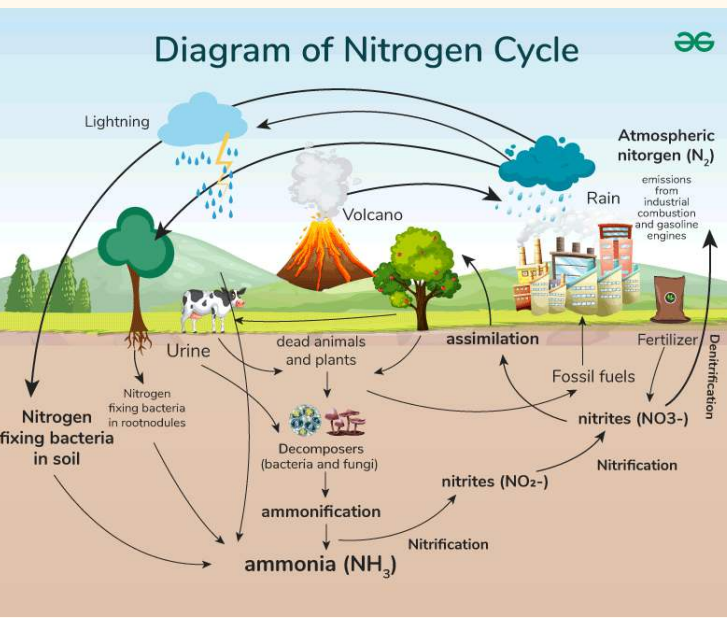 Diagram of Nitrogen Cycle
Lightning
Atmospheric
nitorgen (N₂)
emissions
from
industrial
combustion
and gasoline
engines
Rain
Volcano
Urine
dead animals
and plants
assimilation
Fertilizer
Denitrification
Fossil fuels
Nitrogen
fixing bacteria
in rootnodules
Nitrogen
fixing bacteria
in soil
nitrites (NO3-)
Decomposers
(bacteria and fungi)
Nitrification
nitrites (NO₂-)
ammonification
Nitrification
ammonia (NH₃)